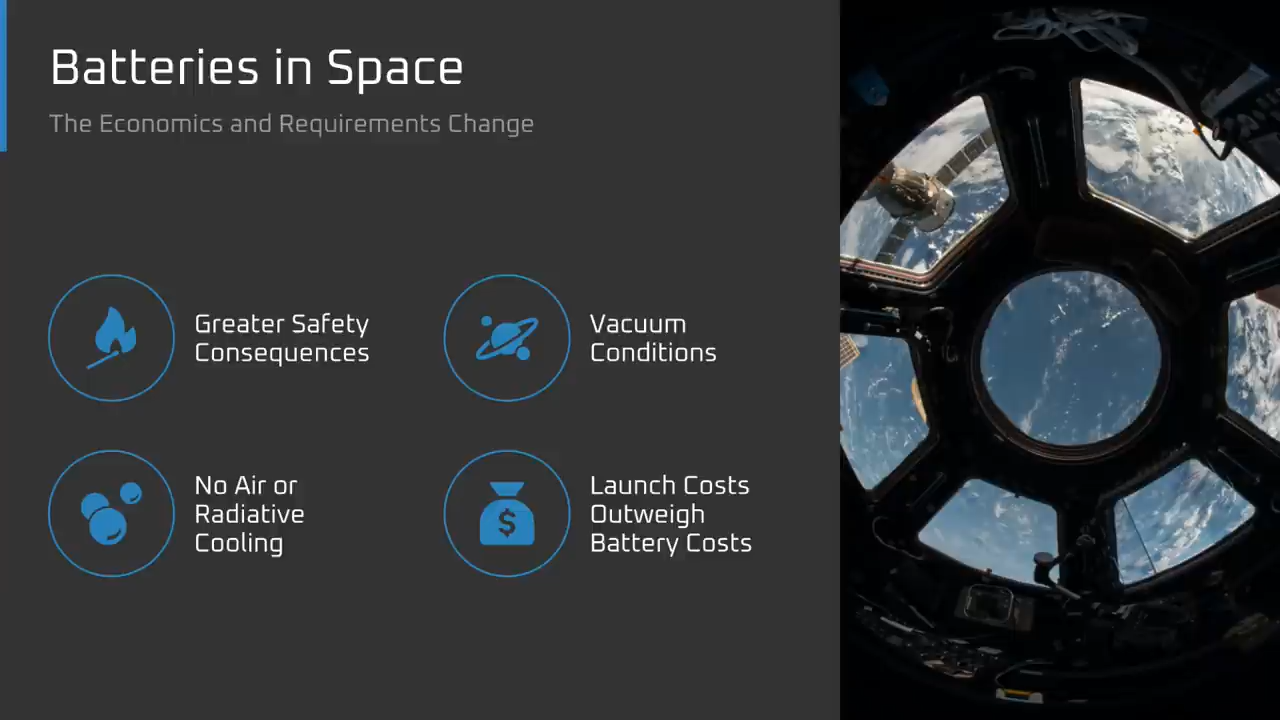 Batteries in Space
The Economics and Requirements Change
Greater Safety
Consequences
Vacuum
Conditions
No Air or
Radiative
Cooling
$
Launch Costs
Outweigh
Battery Costs